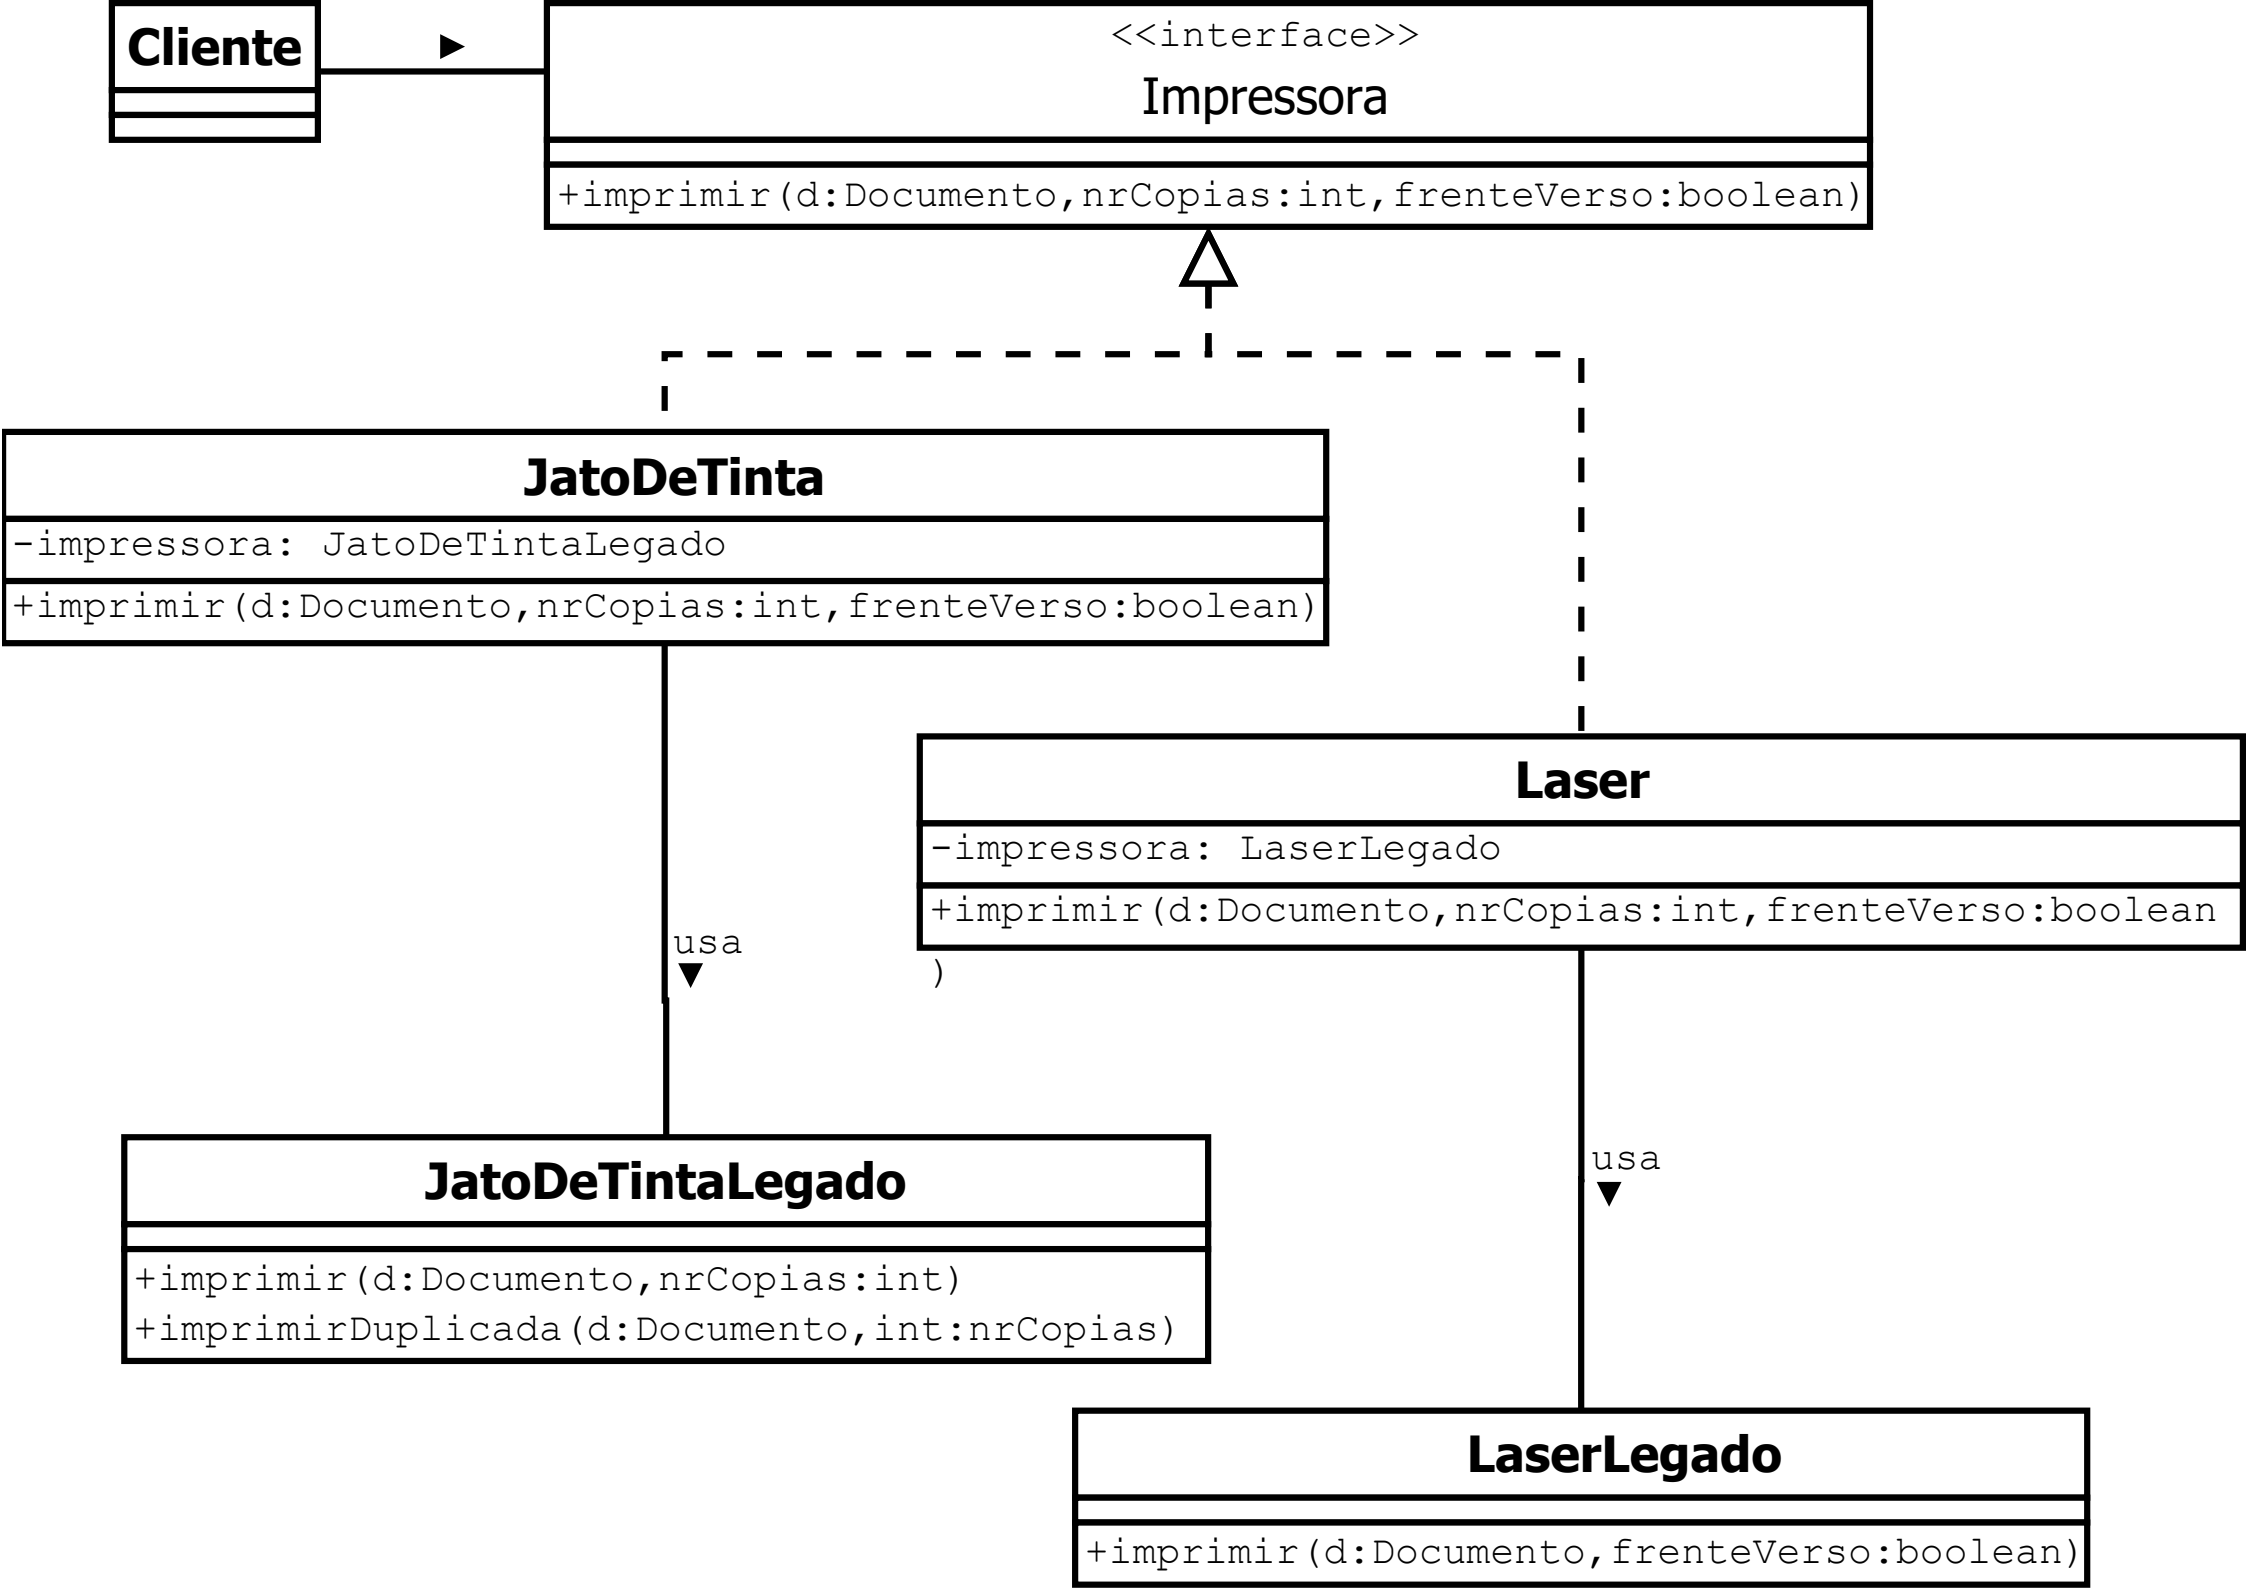 Cliente
<<interface>>
Impressora
+imprimir(d:Documento,nrCopias:int,frenteVerso:boolean)
JatoDeTinta
-impressora: JatoDeTintaLegado
+imprimir(d:Documento,nrCopias:int,frenteVerso:boolean)
Laser
-impressora: LaserLegado
+imprimir(d:Documento,nrCopias:int,frenteVerso:boolean
)
usa
JatoDeTintaLegado
+imprimir(d:Documento,nrCopias:int)
+imprimirDuplicada(d:Documento,int:nrCopias)
usa
LaserLegado
+imprimir(d:Documento,frenteVerso:boolean)